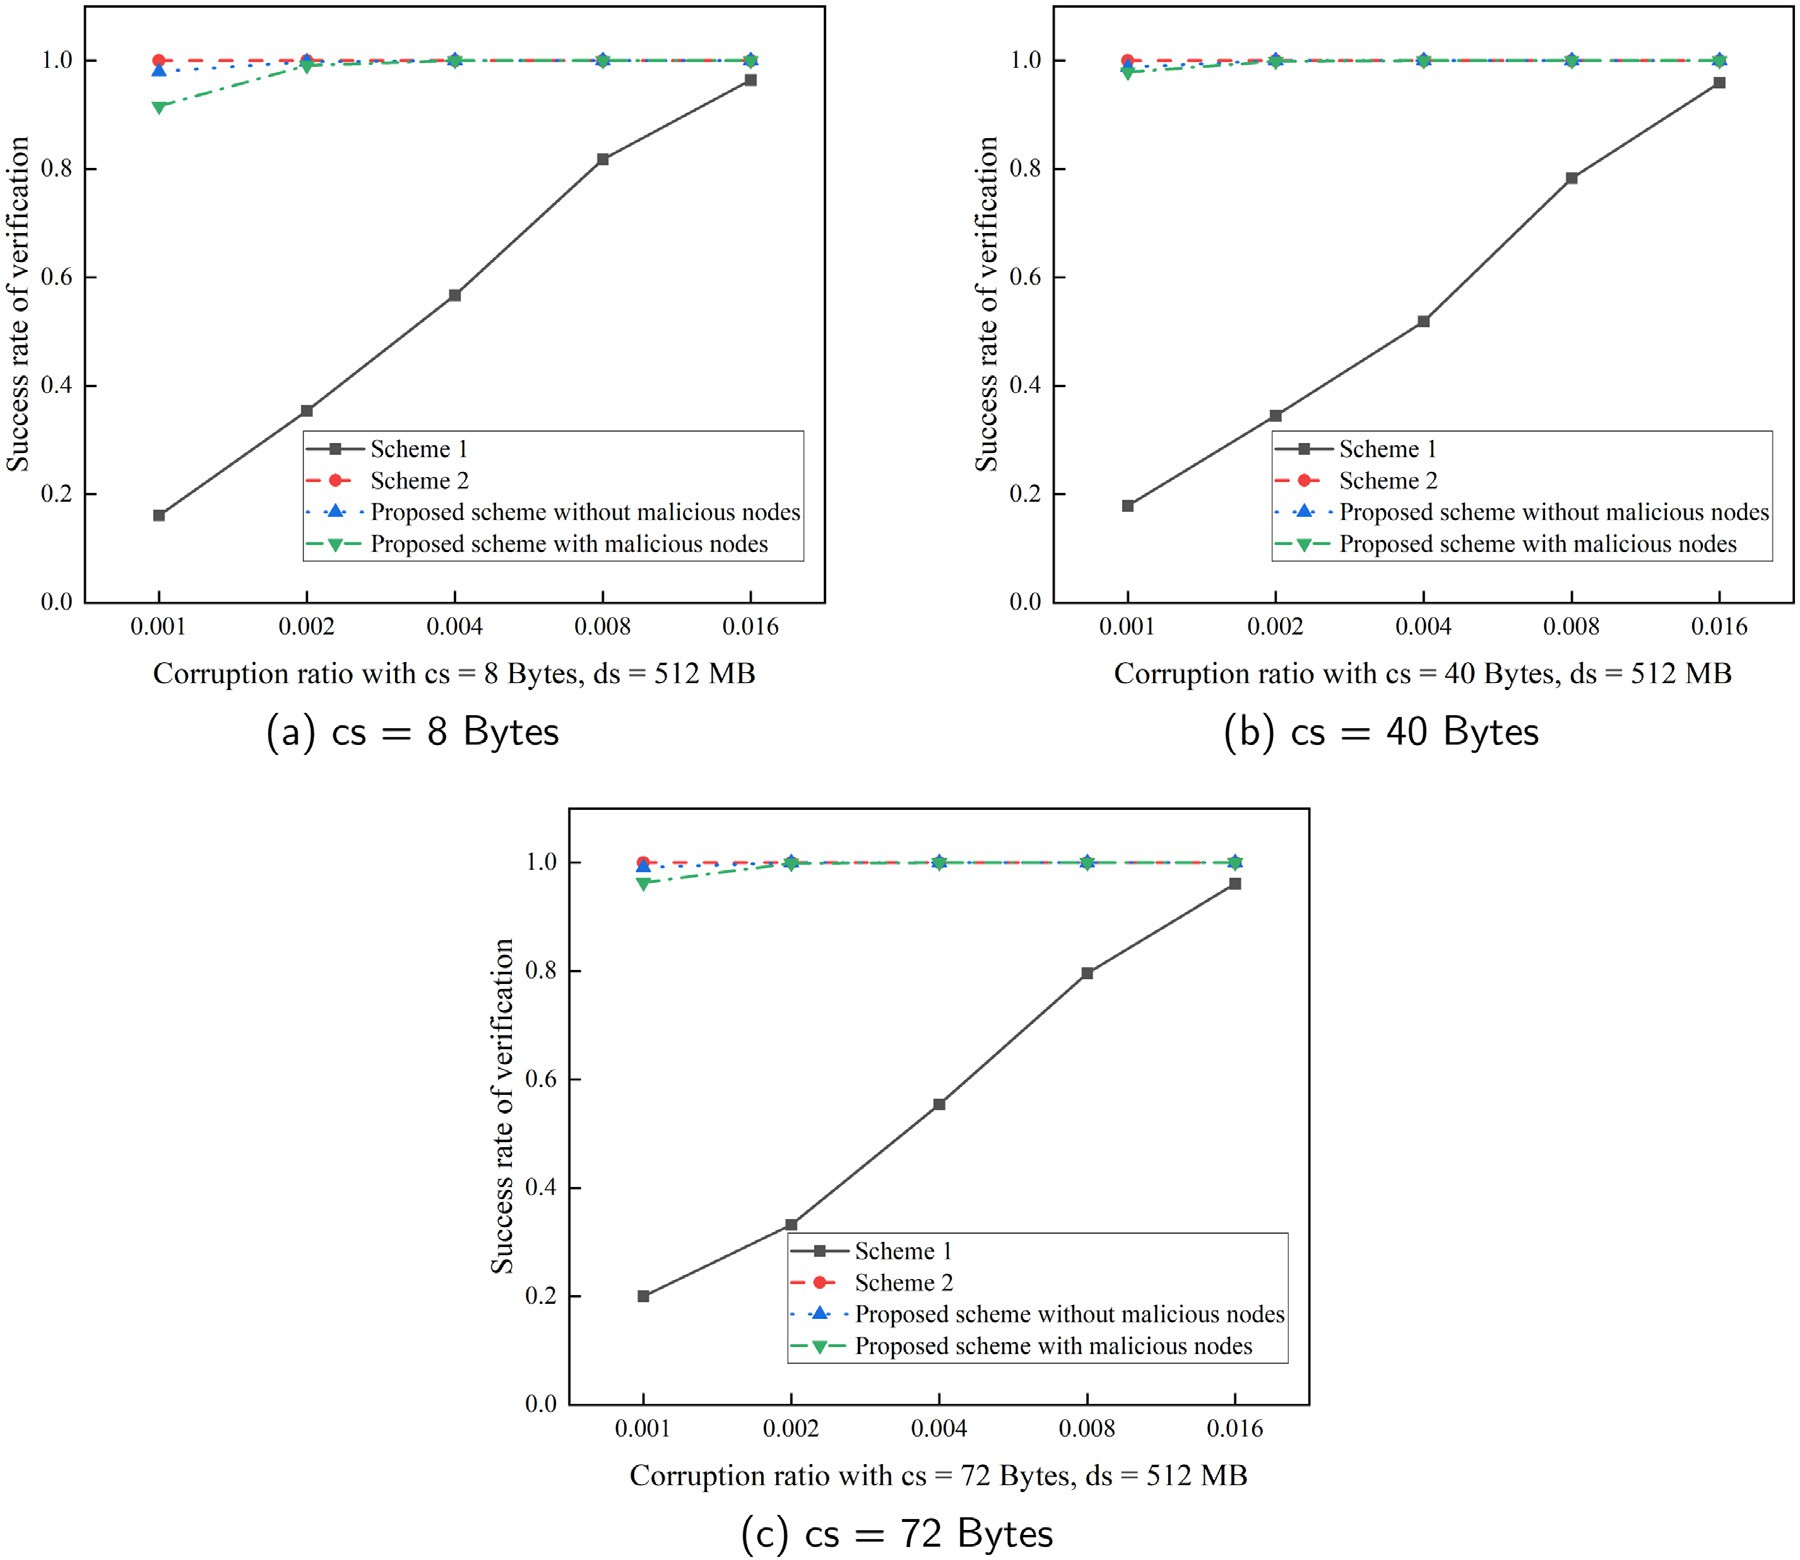 1.0
0.8
0.6
0.4
0.2
0.0
Success rate of verification
Scheme 1
Scheme 2
Proposed scheme without malicious nodes
Proposed scheme with malicious nodes
0.001 0.002 0.004 0.008 0.016
Corruption ratio with cs = 8 Bytes, ds = 512 MB
(a) cs = 8 Bytes
1.0
0.8
0.6
0.4
0.2
0.0
Success rate of verification
Scheme 1
Scheme 2
Proposed scheme without malicious nodes
Proposed scheme with malicious nodes
0.001 0.002 0.004 0.008 0.016
Corruption ratio with cs = 40 Bytes, ds = 512 MB
(b) cs = 40 Bytes
1.0
0.8
0.6
0.4
0.2
0.0
Success rate of verification
Scheme 1
Scheme 2
Proposed scheme without malicious nodes
Proposed scheme with malicious nodes
0.001 0.002 0.004 0.008 0.016
Corruption ratio with cs = 72 Bytes, ds = 512 MB
(c) cs = 72 Bytes